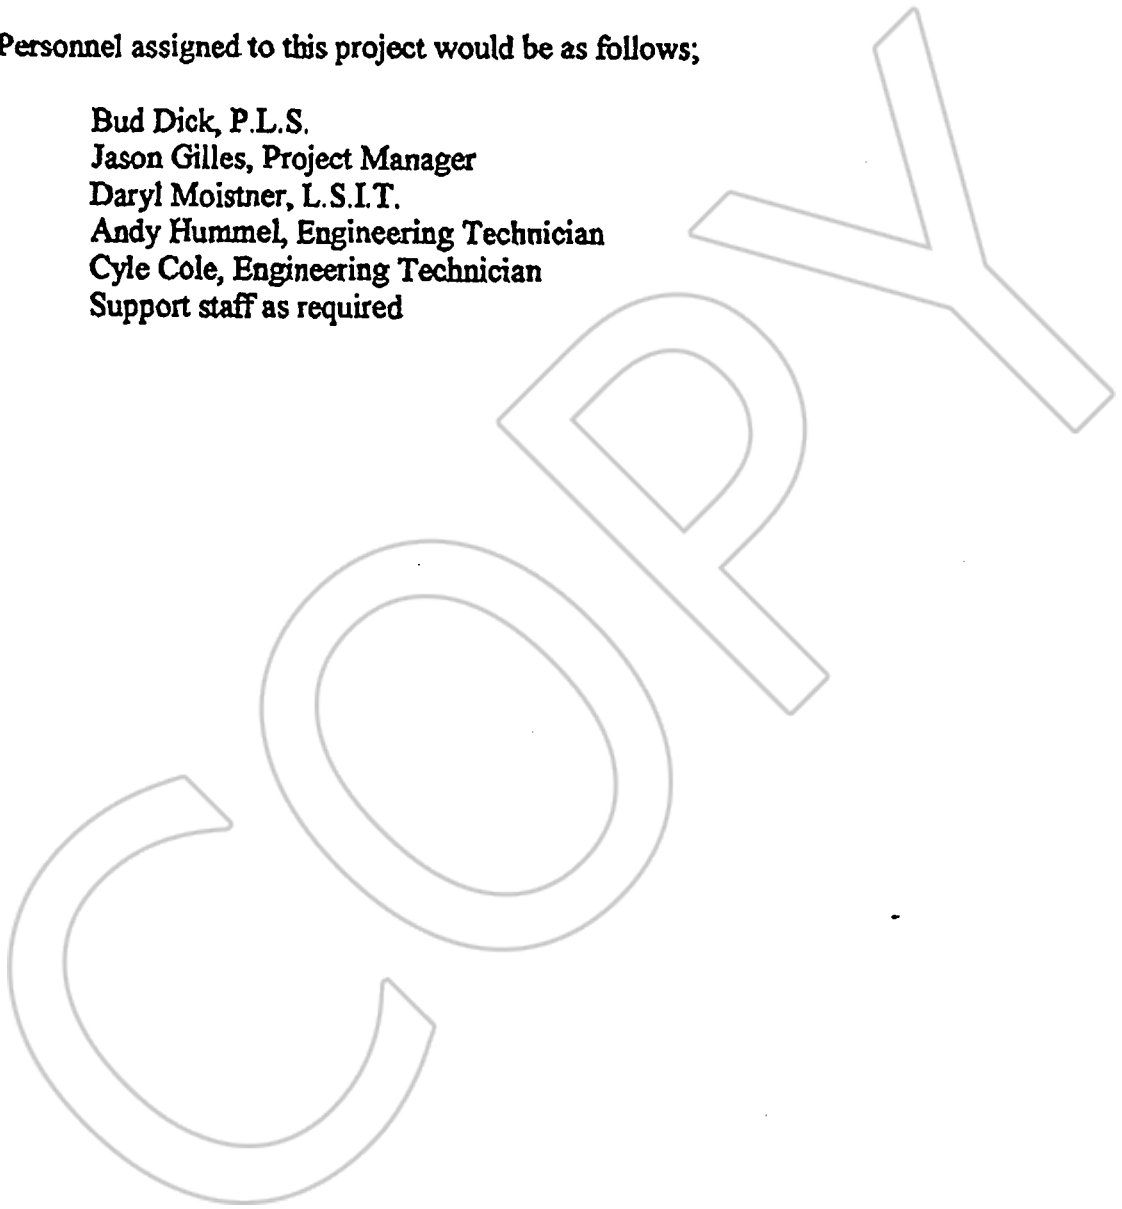 Personnel assigned to this project would be as follows;
Bud Dick, P.L.S.
Jason Gilles, Project Manager
Daryl Moistner, L.S.I.T.
Andy Hummel, Engineering Technician
Cyle Cole, Engineering Technician
Support staff as required
COPY